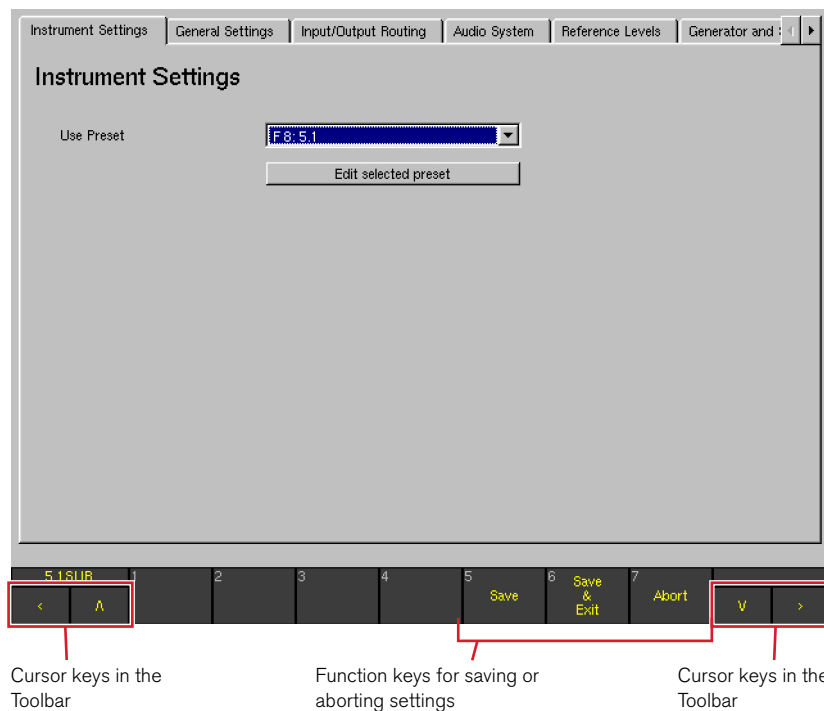 Instrument Settings General Settings Input/Output Routing Audio System Reference Levels Generator and
Instrument Settings
Use Preset F 8: 5.1
Edit selected preset
5.1SUB 1 2 3 4 5 Save 6 Save & Exit 7 Abort
< Λ V >
Cursor keys in the
Toolbar
Function keys for saving or
aborting settings
Cursor keys in the
Toolbar